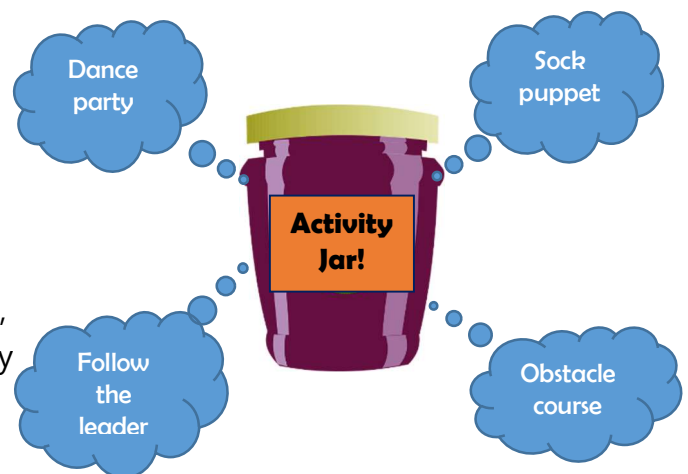 Dance
party
Sock
puppet
Activity
Jar!
,
y
Follow
the
leader
Obstacle
course